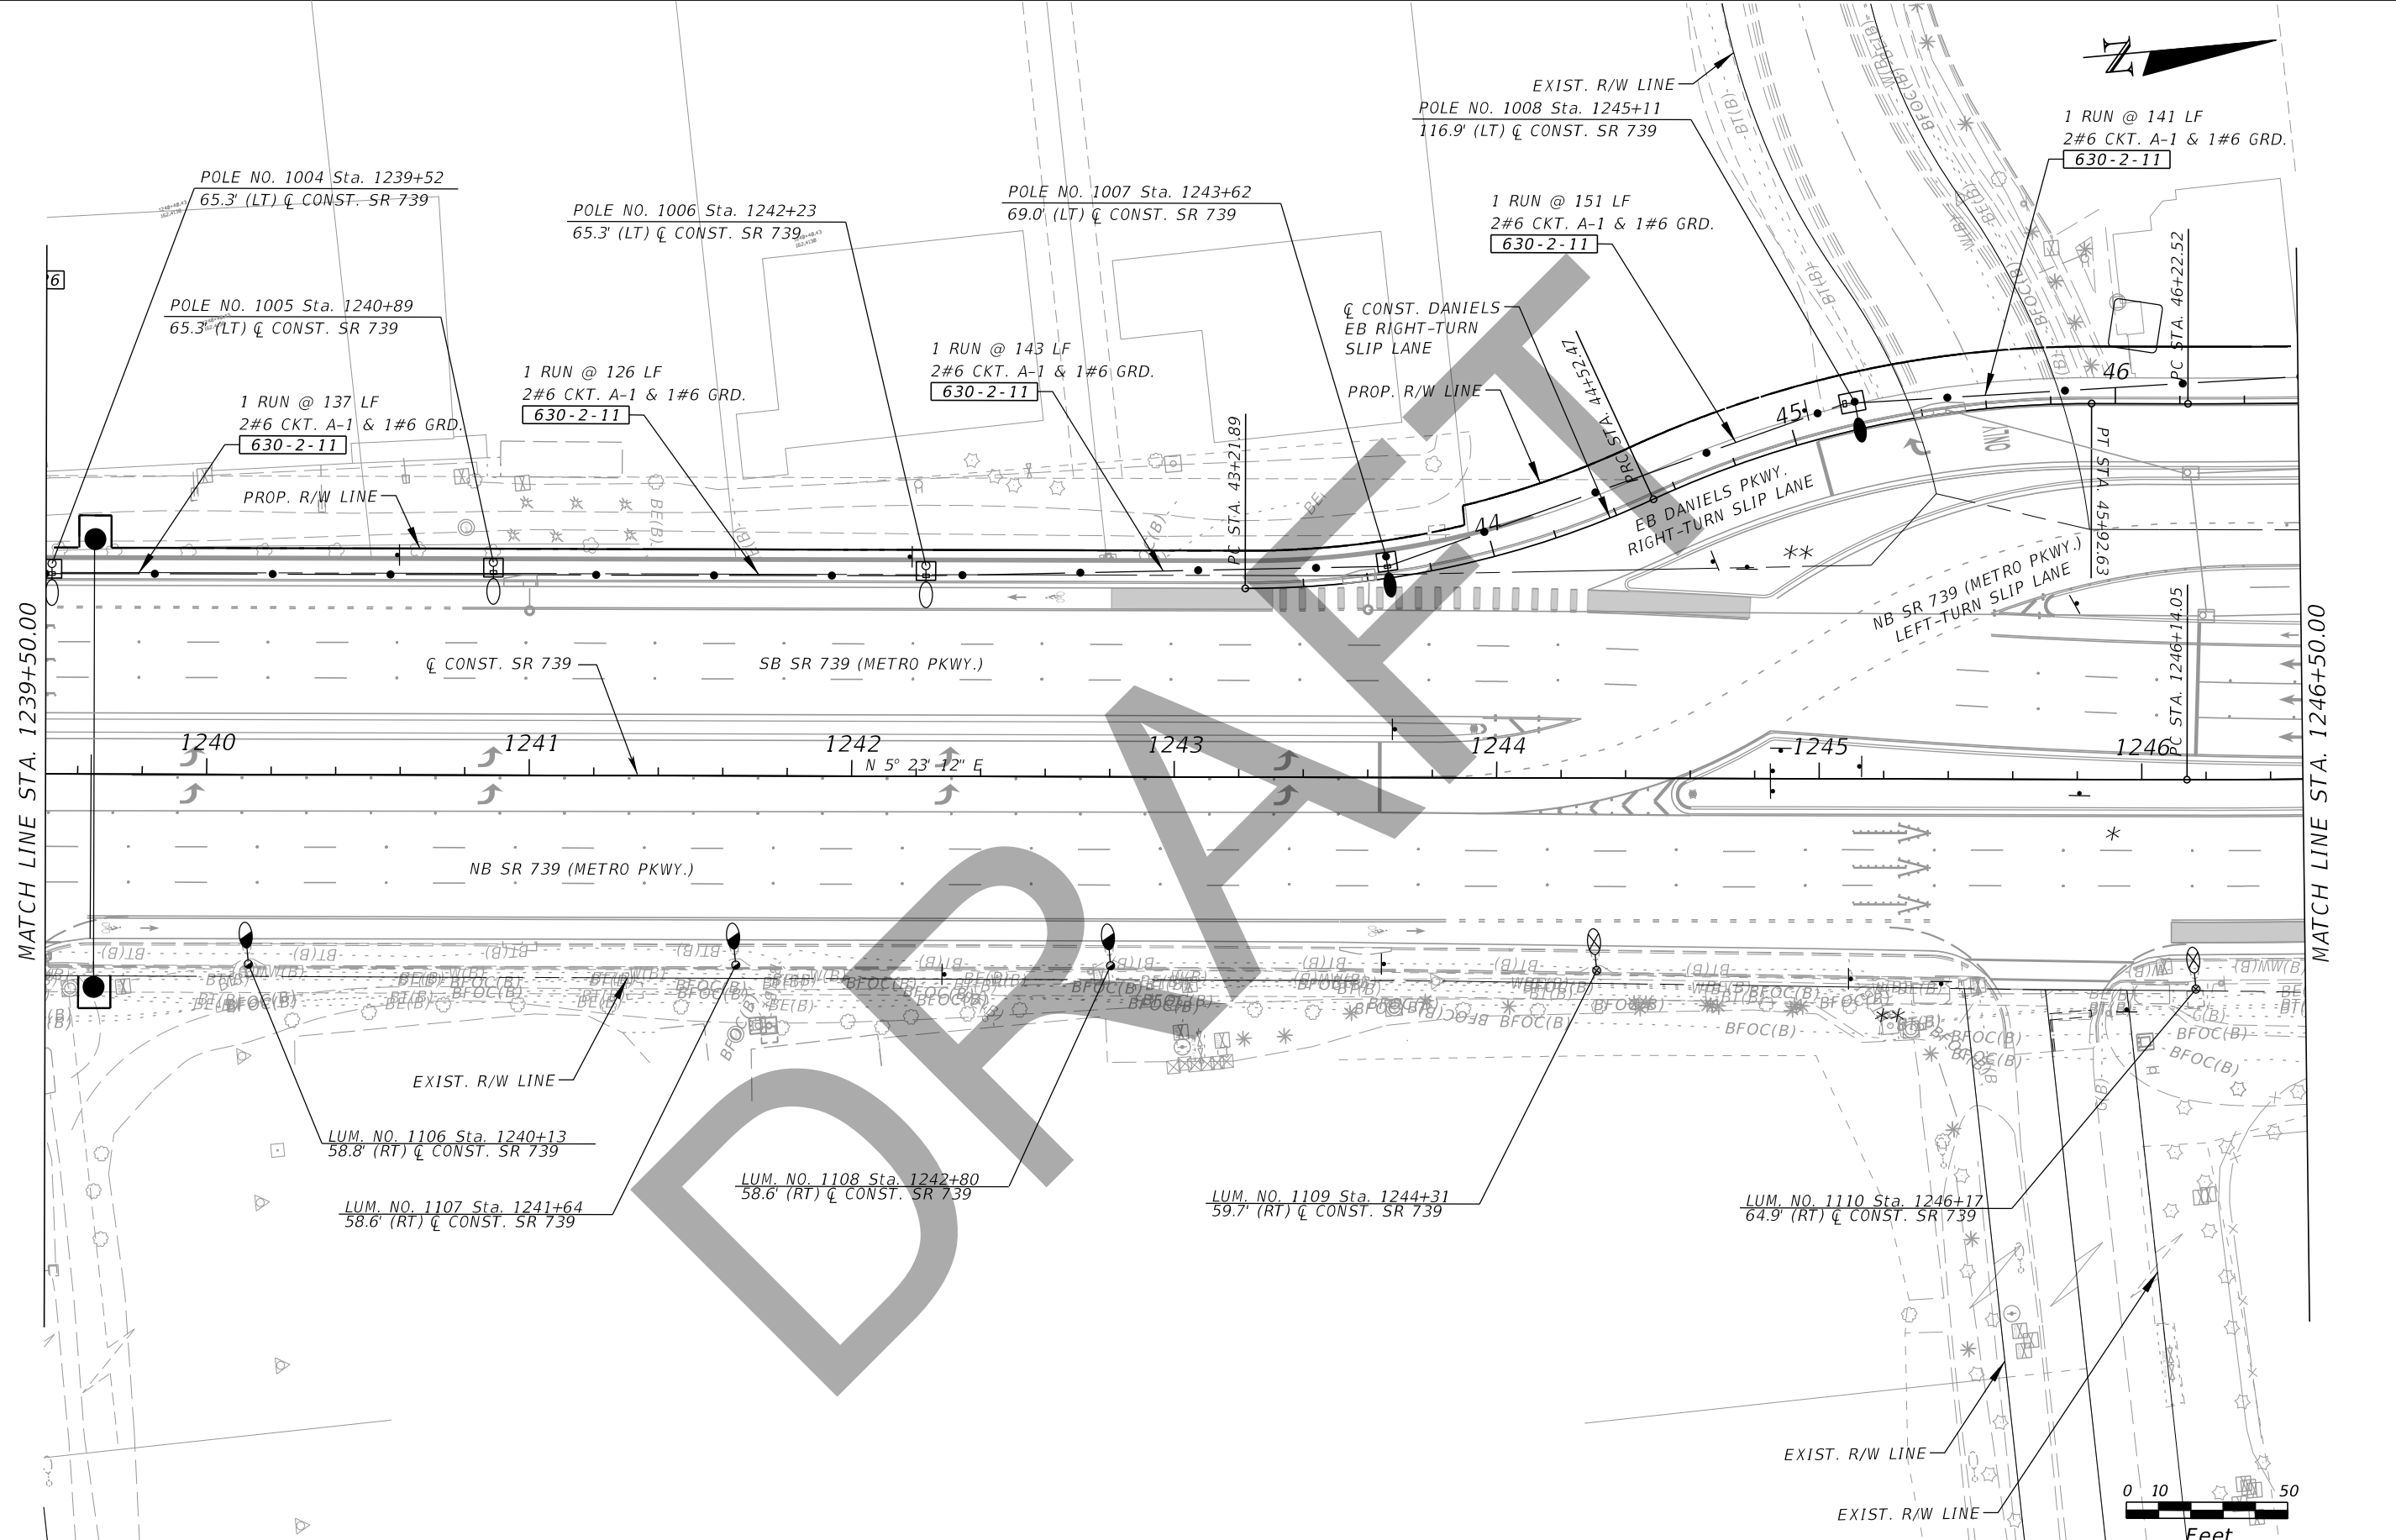 EXIST. R/W LINE
POLE NO. 1008 Sta. 1245+11
116.9' (LT) ℄ CONST. SR 739
N
1 RUN @ 141 LF
2#6 CKT. A-1 & 1#6 GRD.
630-2-11
POLE NO. 1004 Sta. 1239+52
65.3' (LT) ℄ CONST. SR 739
POLE NO. 1006 Sta. 1242+23
65.3' (LT) ℄ CONST. SR 739
POLE NO. 1007 Sta. 1243+62
69.0' (LT) ℄ CONST. SR 739
1 RUN @ 151 LF
2#6 CKT. A-1 & 1#6 GRD.
630-2-11
POLE NO. 1005 Sta. 1240+89
65.3' (LT) ℄ CONST. SR 739
℄ CONST. DANIELS
EB RIGHT-TURN
SLIP LANE
1 RUN @ 137 LF
2#6 CKT. A-1 & 1#6 GRD.
630-2-11
1 RUN @ 126 LF
2#6 CKT. A-1 & 1#6 GRD.
630-2-11
1 RUN @ 143 LF
2#6 CKT. A-1 & 1#6 GRD.
630-2-11
PROP. R/W LINE
PROP. R/W LINE
PC STA. 43+21.89
PRC STA. 44+52.47
PC STA. 46+22.52
PT STA. 45+92.63
PC STA. 1246+14.05
44
45
46
ONLY
EB DANIELS PKWY.
RIGHT-TURN SLIP LANE
**
NB SR 739 (METRO PKWY.)
LEFT-TURN SLIP LANE
MATCH LINE STA. 1239+50.00
MATCH LINE STA. 1246+50.00
℄ CONST. SR 739
SB SR 739 (METRO PKWY.)
1240
1241
1242
1243
1244
1245
1246
N 5° 23' 12" E
NB SR 739 (METRO PKWY.)
*
BT(B)
BE(B)
BFOC(B)
W(B)
WW(B)
**
EXIST. R/W LINE
LUM. NO. 1106 Sta. 1240+13
58.8' (RT) ℄ CONST. SR 739
LUM. NO. 1107 Sta. 1241+64
58.6' (RT) ℄ CONST. SR 739
LUM. NO. 1108 Sta. 1242+80
58.6' (RT) ℄ CONST. SR 739
LUM. NO. 1109 Sta. 1244+31
59.7' (RT) ℄ CONST. SR 739
LUM. NO. 1110 Sta. 1246+17
64.9' (RT) ℄ CONST. SR 739
EXIST. R/W LINE
EXIST. R/W LINE
0 10 50
Feet
DRAFT